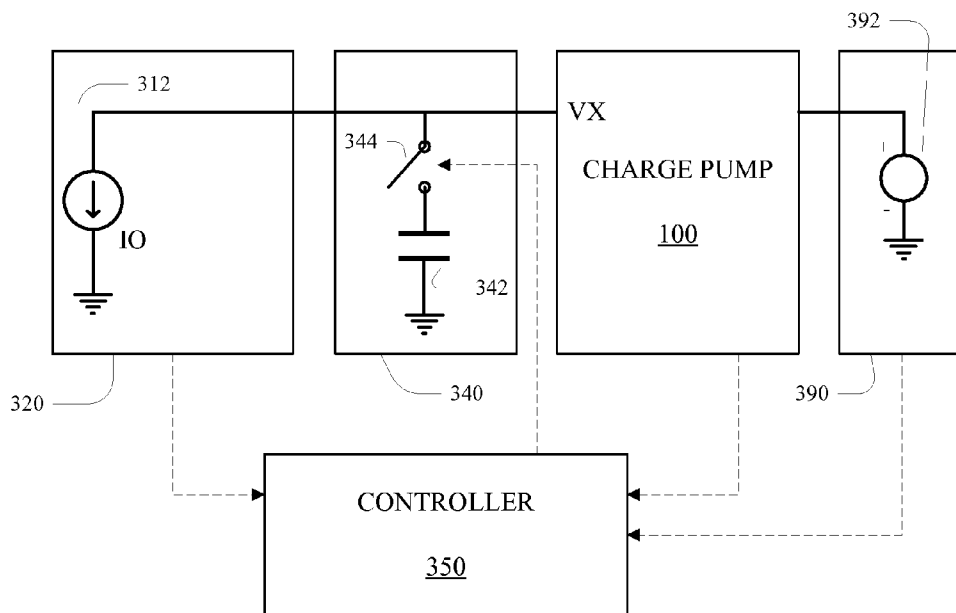 392
312
344
VX
CHARGE PUMP
100
IO
342
320
340
390
CONTROLLER
350